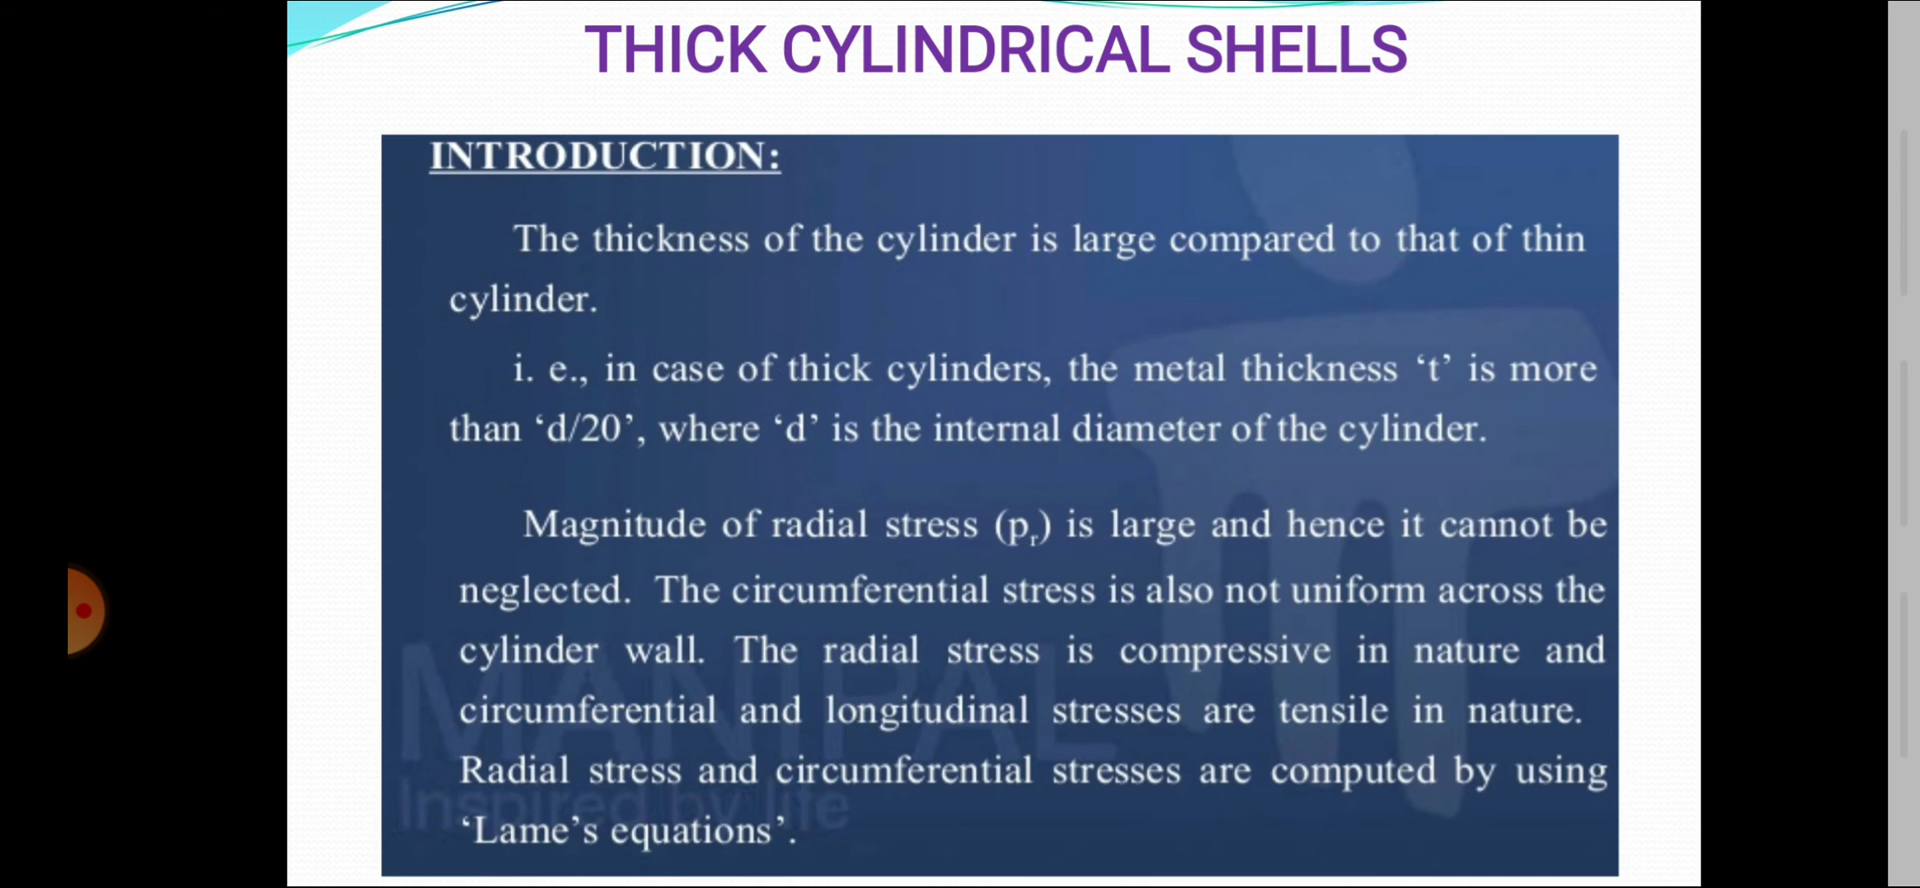 THICK CYLINDRICAL SHELLS
INTRODUCTION:
The thickness of the cylinder is large compared to that of thin
cylinder.
i. e., in case of thick cylinders, the metal thickness ‘t’ is more
than ‘d/20’, where ‘d’ is the internal diameter of the cylinder.
Magnitude of radial stress (pr) is large and hence it cannot be
neglected. The circumferential stress is also not uniform across the
cylinder wall. The radial stress is compressive in nature and
circumferential and longitudinal stresses are tensile in nature.
Radial stress and circumferential stresses are computed by using
‘Lame’s equations’.
MANIPAL
Inspired by life